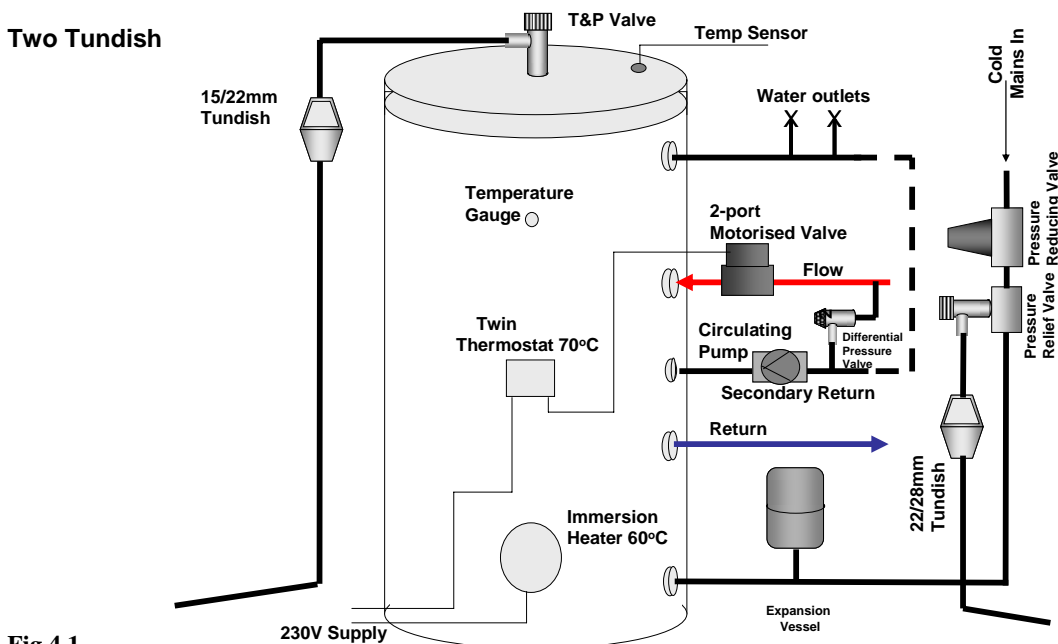 Two Tundish
T&P Valve
Temp Sensor
Cold
Mains In
15/22mm
Tundish
Water outlets
Temperature
Gauge
2-port
Motorised Valve
Flow
Pressure
Reducing Valve
Pressure
Relief Valve
Twin
Thermostat 70oC
Circulating
Pump
Differential
Pressure
Valve
Secondary Return
Return
22/28mm
Tundish
Immersion
Heater 60oC
Expansion
Vessel
230V Supply
Fig 4.1